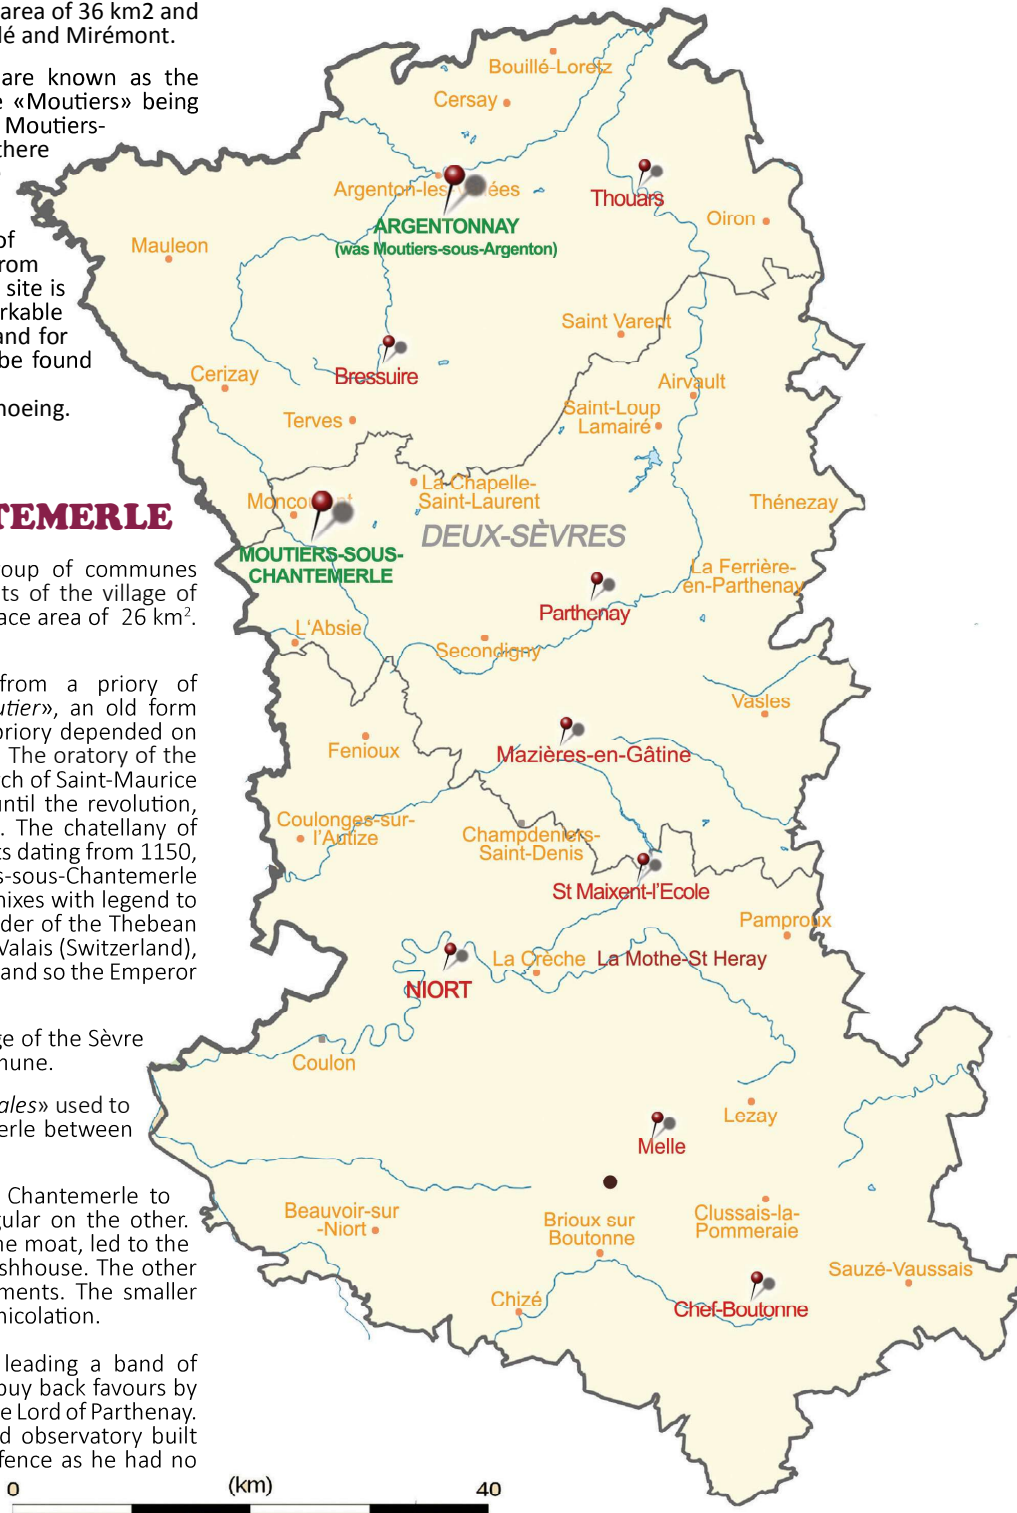 area of 36 km2 and
lé and Mirémont.
are known as the
e «Moutiers» being
Moutiers-
there
of
rom
site is
rkable
and for
be found
noeing.
TEMERLE
roup of communes
ts of the village of
ace area of 26 km².
from a priory of
utier», an old form
priory depended on
The oratory of the
rch of Saint-Maurice
until the revolution,
. The chatellany of
ts dating from 1150,
s-sous-Chantemerle
nixes with legend to
der of the Thebean
Valais (Switzerland),
and so the Emperor
ge of the Sèvre
mune.
ales» used to
erle between
Chantemerle to
gular on the other.
ne moat, led to the
shhouse. The other
ments. The smaller
nicolation.
leading a band of
buy back favours by
e Lord of Parthenay.
d observatory built
fence as he had no
Bouillé-Loretz
Cersay
Argenton-les ées
ARGENTONNAY
(was Moutiers-sous-Argenton)
Thouars
Oiron
Mauleon
Saint Varent
Bressuire
Cerizay
Airvault
Terves
Saint-Loup
Lamairé
La Chapelle-
Saint-Laurent
Moncoutant
Thénezay
DEUX-SÈVRES
MOUTIERS-SOUS-
CHANTEMERLE
La Ferrière-
en-Parthenay
Parthenay
L'Absie
Secondigny
Vasles
Fenioux
Mazières-en-Gâtine
Coulonges-sur-
l'Autize
Champdeniers-
Saint-Denis
St Maixent-l'Ecole
Pamproux
La Crèche
La Mothe-St Heray
NIORT
Coulon
Lezay
Melle
Beauvoir-sur
-Niort
Brioux sur
Boutonne
Clussais-la-
Pommeraie
Sauzé-Vaussais
Chizé
Chef-Boutonne
0 (km) 40